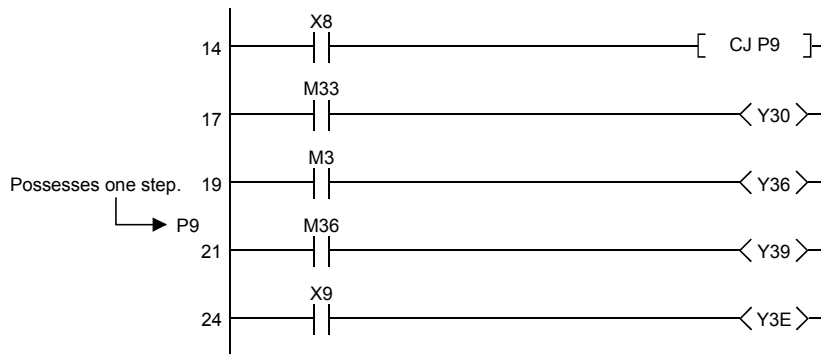 X8
14 CJ P9
M33
17 Y30
M3
Possesses one step. 19 Y36
P9 M36
21 Y39
X9
24 Y3E